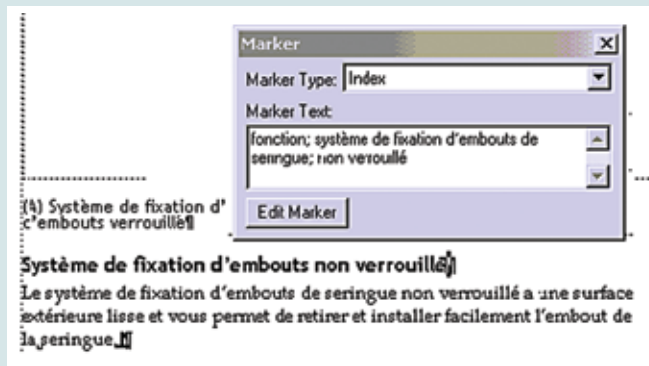 Marker
Marker Type: Index
Marker Text:
fonction; système de fixation d'embouts de
seringue; non verouillé
Edit Marker
(4) Système de fixation d'
d'embouts verrouillé¶
Système de fixation d'embouts non verrouillé¶
Le système de fixation d'embouts de seringue non verrouillé a une surface
extérieure lisse et vous permet de retirer et installer facilement l'embout de
la seringue.¶